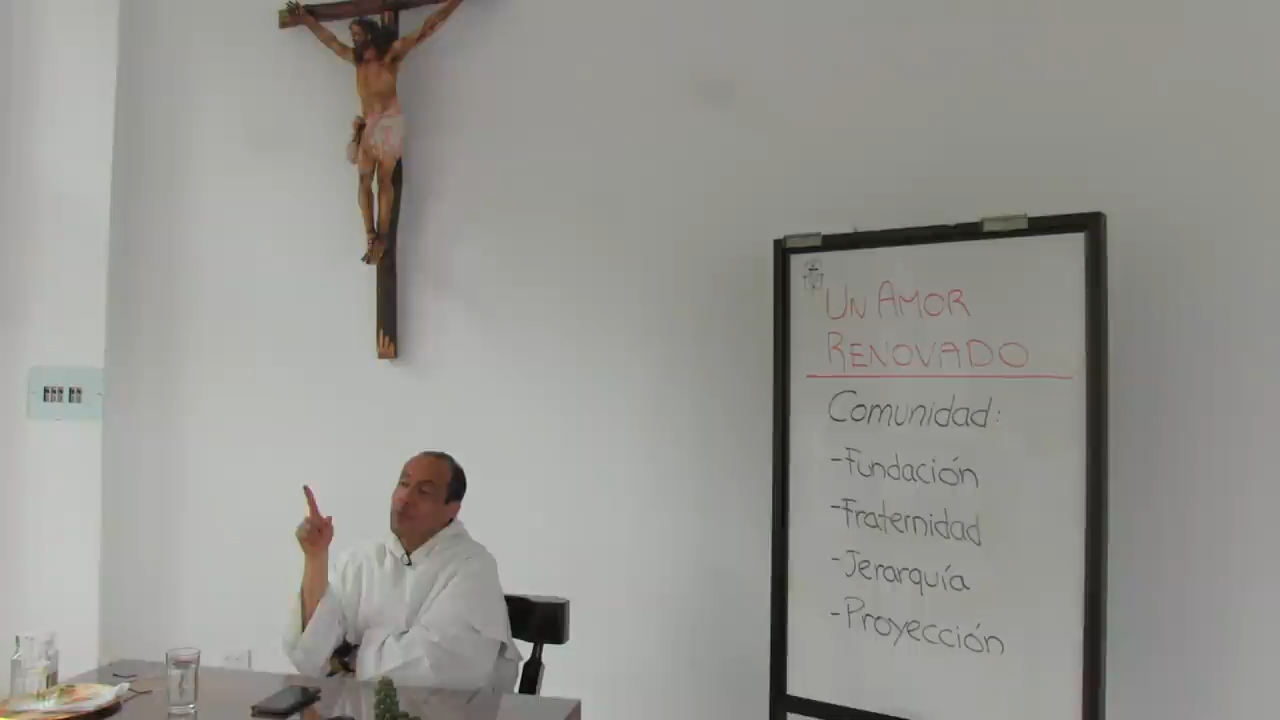 UN AMOR
RENOVADO
Comunidad:
-Fundación
-Fraternidad
-Jerarquía
-Proyección